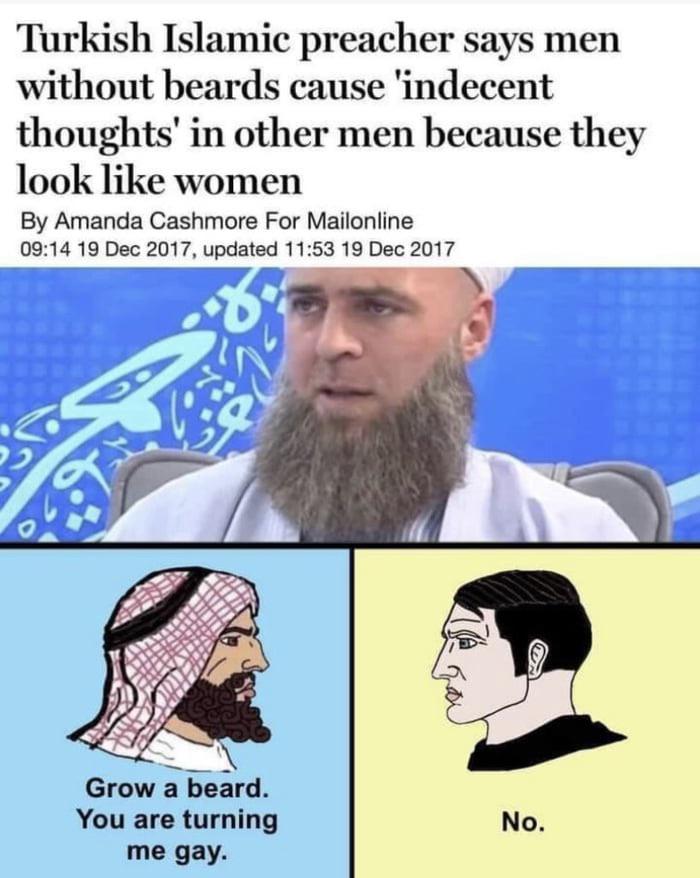 Turkish Islamic preacher says men
without beards cause 'indecent
thoughts' in other men because they
look like women
By Amanda Cashmore For Mailonline
09:14 19 Dec 2017, updated 11:53 19 Dec 2017
Grow a beard.
You are turning
me gay.
No.